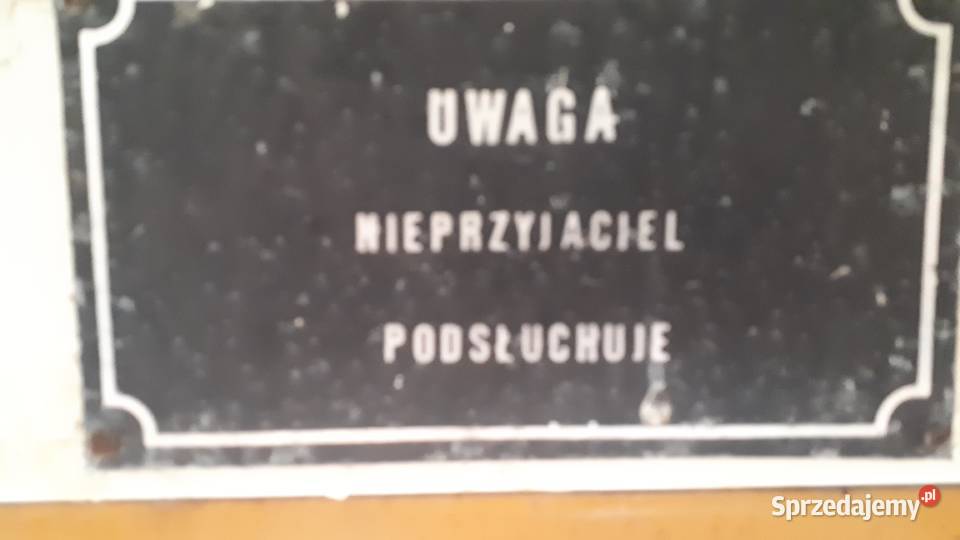 UWAGA
NIEPRZYJACIEL
PODSŁUCHUJE
Sprzedajemy.pl